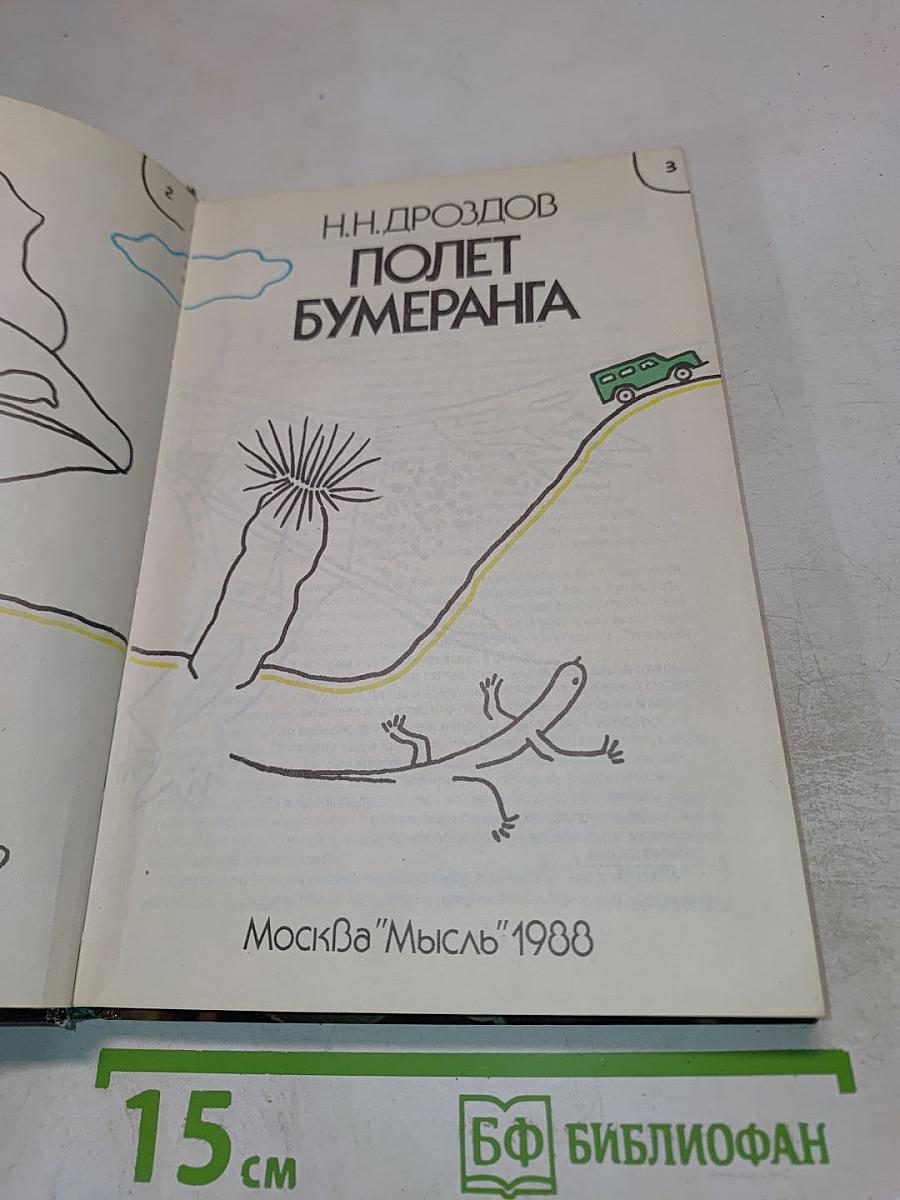 2
3
Н.Н.ДРОЗДОВ
ПОЛЕТ
БУМЕРАНГА
Москва "Мысль" 1988
15 см
БФ БИБЛИОФАН